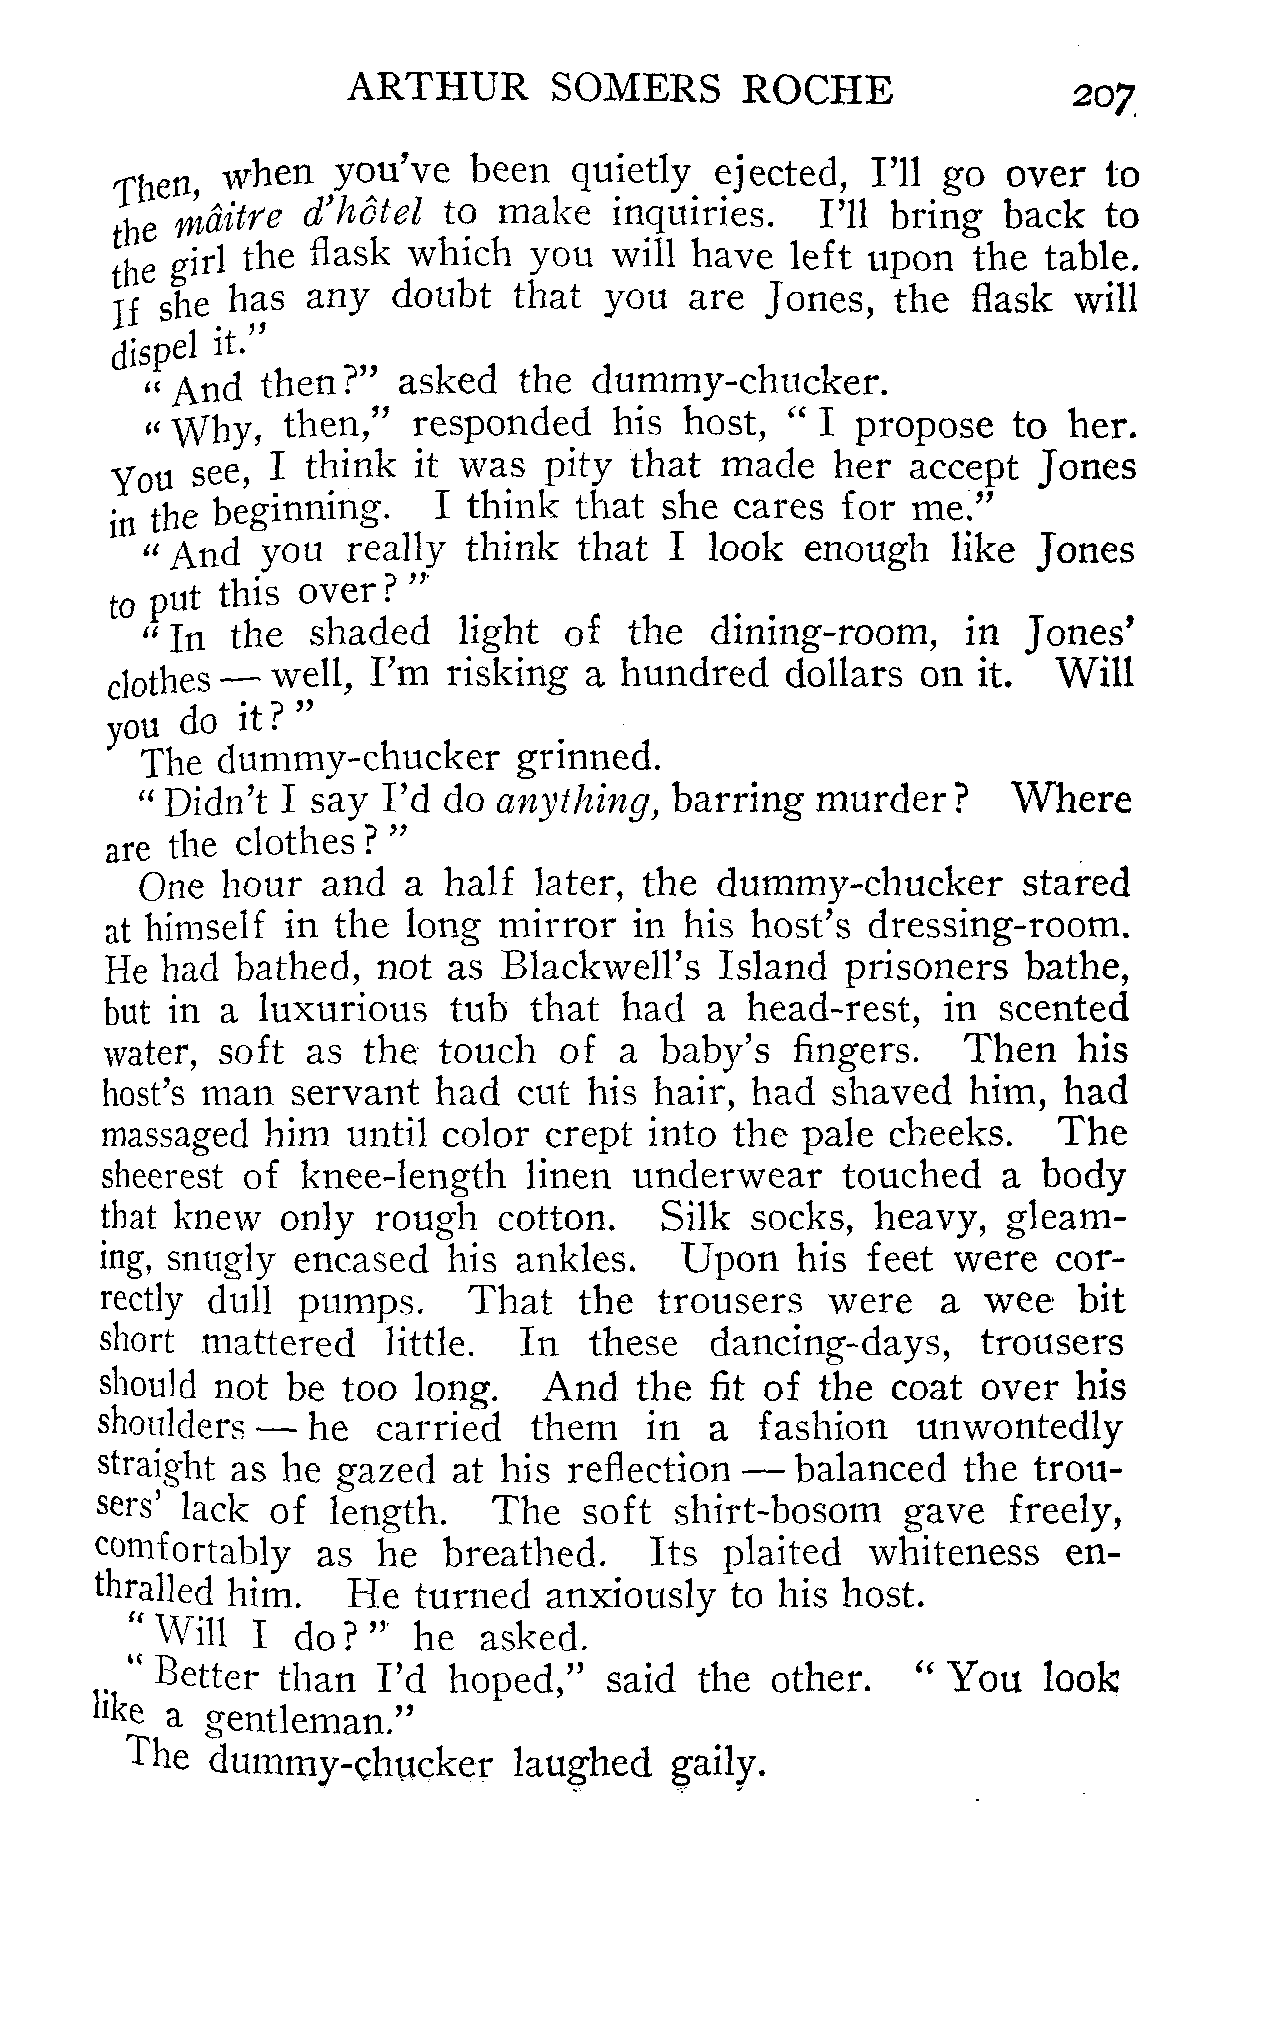 ARTHUR SOMERS ROCHE 207
Then, when you've been quietly ejected, I'll go over to
the mâitre d'hôtel to make inquiries. I'll bring back to
the girl the flask which you will have left upon the table.
If she has any doubt that you are Jones, the flask will
dispel it."
"And then?" asked the dummy-chucker.
"Why, then," responded his host, "I propose to her.
You see, I think it was pity that made her accept Jones
in the beginning. I think that she cares for me."
"And you really think that I look enough like Jones
to put this over?"
"In the shaded light of the dining-room, in Jones'
clothes — well, I'm risking a hundred dollars on it. Will
you do it?"
The dummy-chucker grinned.
"Didn't I say I'd do anything, barring murder? Where
are the clothes?"
One hour and a half later, the dummy-chucker stared
at himself in the long mirror in his host's dressing-room.
He had bathed, not as Blackwell's Island prisoners bathe,
but in a luxurious tub that had a head-rest, in scented
water, soft as the touch of a baby's fingers. Then his
host's man servant had cut his hair, had shaved him, had
massaged him until color crept into the pale cheeks. The
sheerest of knee-length linen underwear touched a body
that knew only rough cotton. Silk socks, heavy, gleam-
ing, snugly encased his ankles. Upon his feet were cor-
rectly dull pumps. That the trousers were a wee bit
short mattered little. In these dancing-days, trousers
should not be too long. And the fit of the coat over his
shoulders — he carried them in a fashion unwontedly
straight as he gazed at his reflection — balanced the trou-
sers' lack of length. The soft shirt-bosom gave freely,
comfortably as he breathed. Its plaited whiteness en-
thralled him. He turned anxiously to his host.
"Will I do?" he asked.
"Better than I'd hoped," said the other. "You look
like a gentleman."
The dummy-chucker laughed gaily.